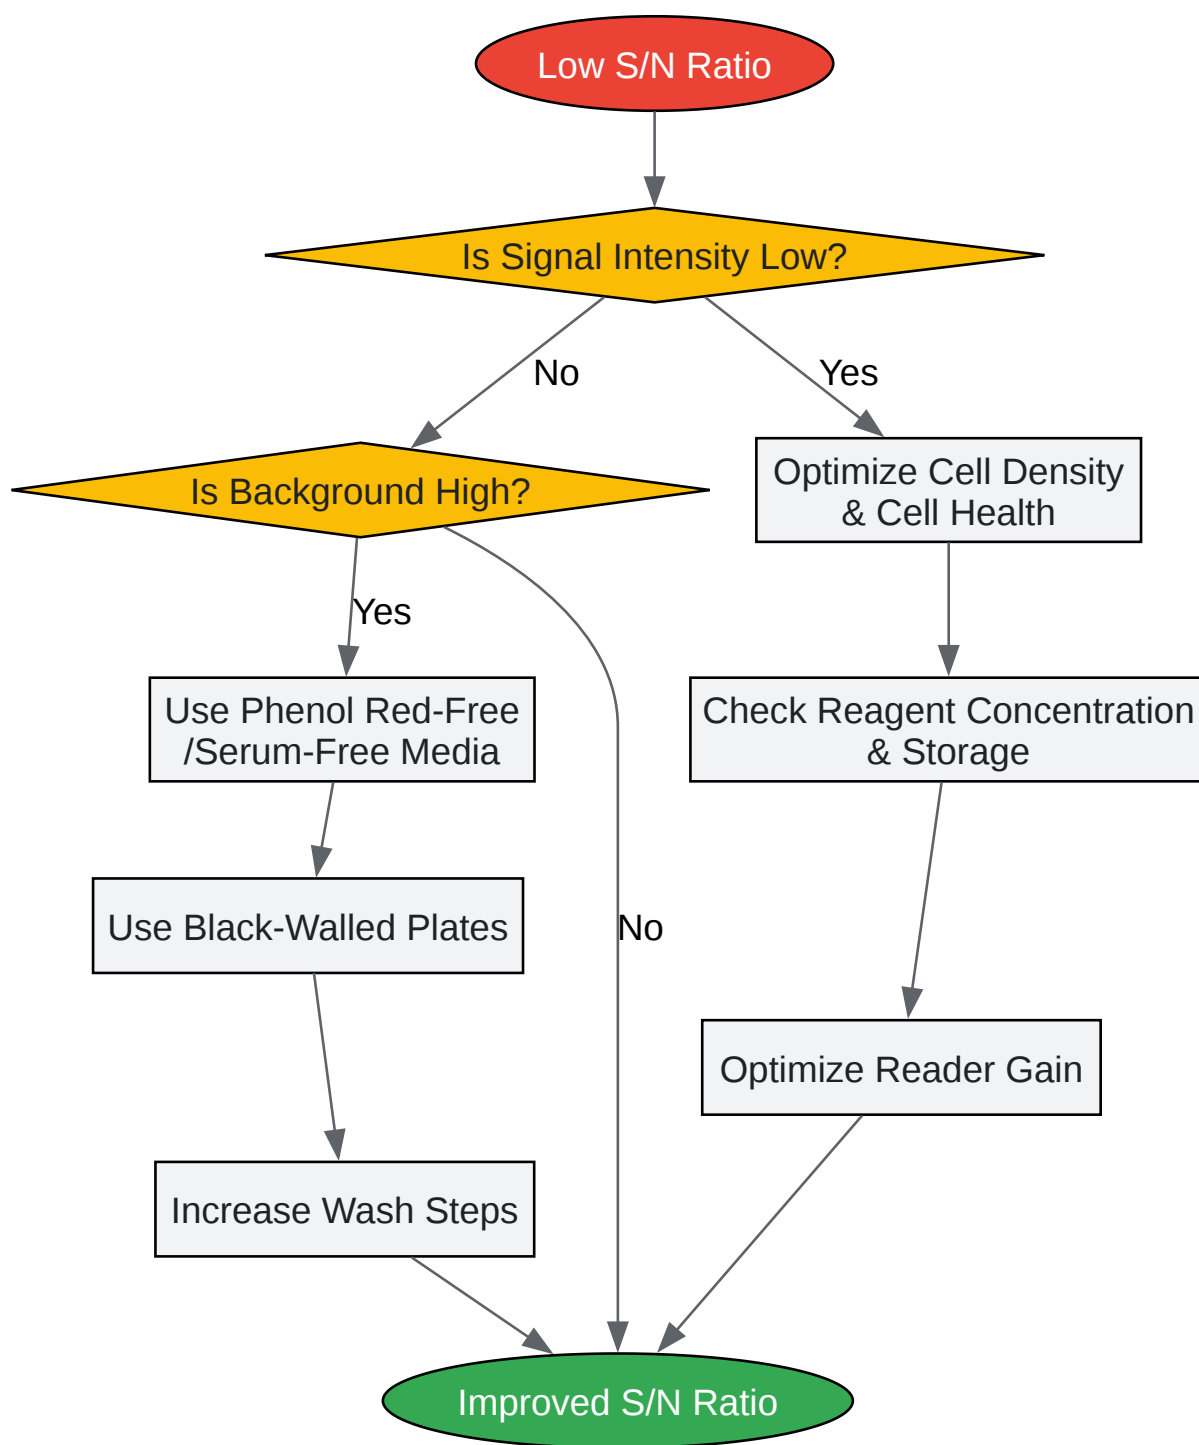 Low S/N Ratio
Is Signal Intensity Low?
No
Yes
Is Background High?
Optimize Cell Density
& Cell Health
Yes
Use Phenol Red-Free
/Serum-Free Media
Check Reagent Concentration
& Storage
Use Black-Walled Plates
No
Optimize Reader Gain
Increase Wash Steps
Improved S/N Ratio